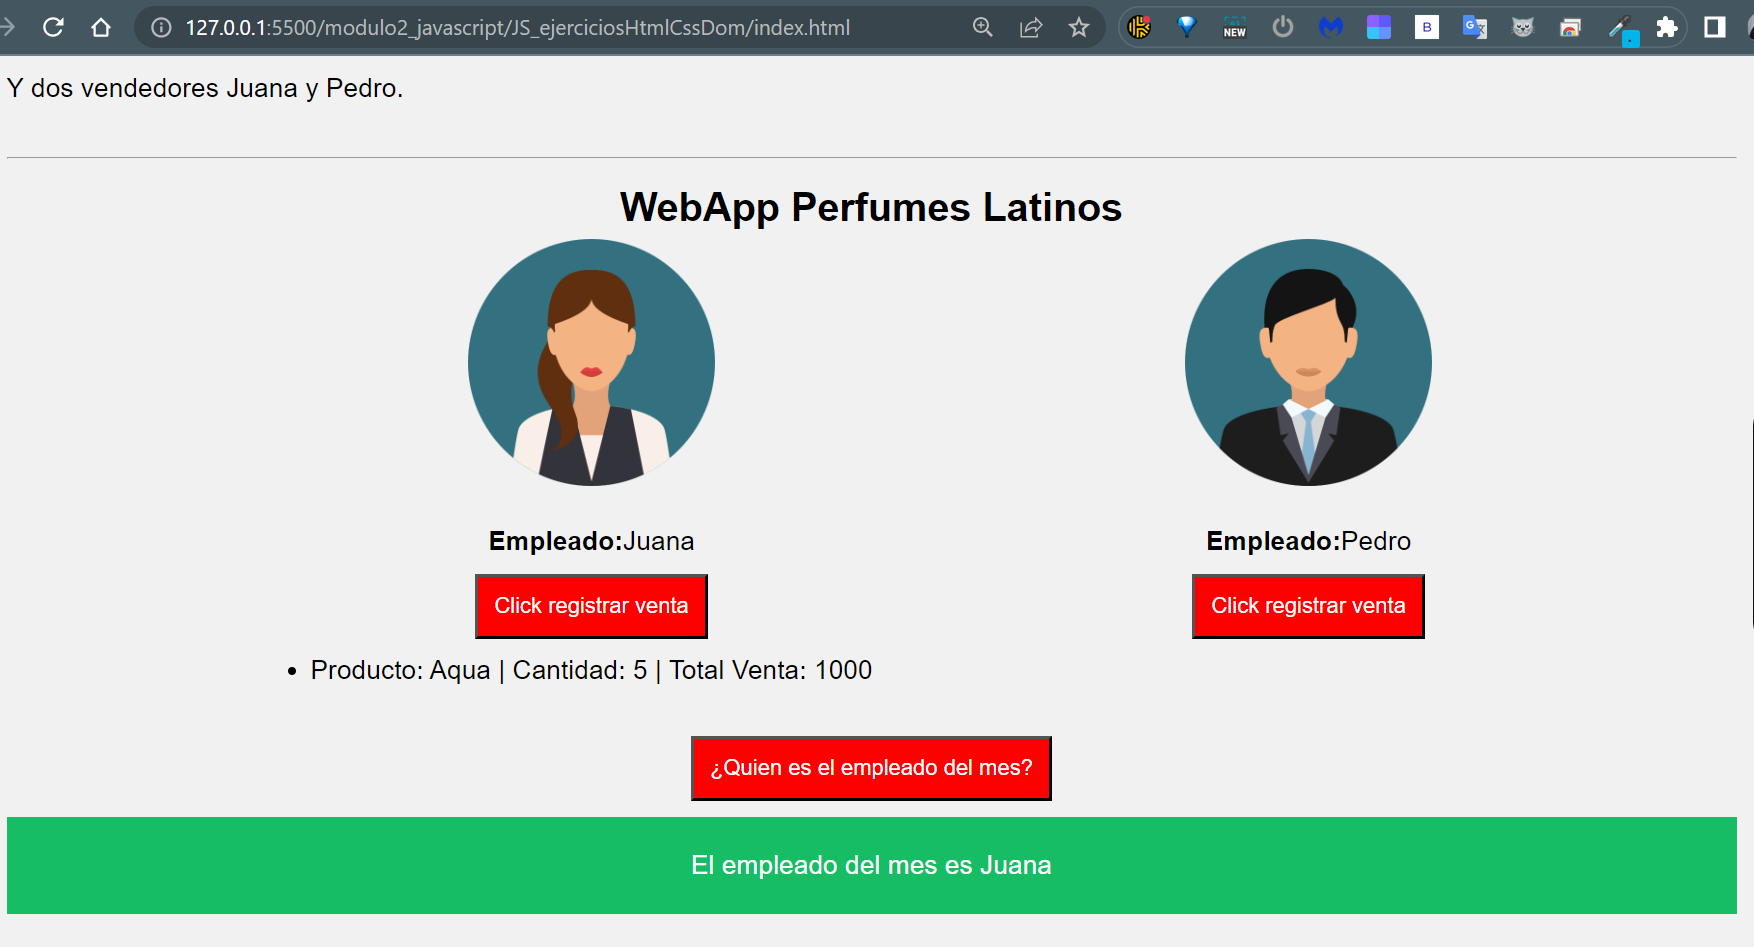 127.0.0.1:5500/modulo2_javascript/JS_ejerciciosHtmlCssDom/index.html
NEW
B
G
Y dos vendedores Juana y Pedro.
WebApp Perfumes Latinos
Empleado:Juana
Empleado:Pedro
Click registrar venta
Click registrar venta
• Producto: Aqua | Cantidad: 5 | Total Venta: 1000
¿Quien es el empleado del mes?
El empleado del mes es Juana